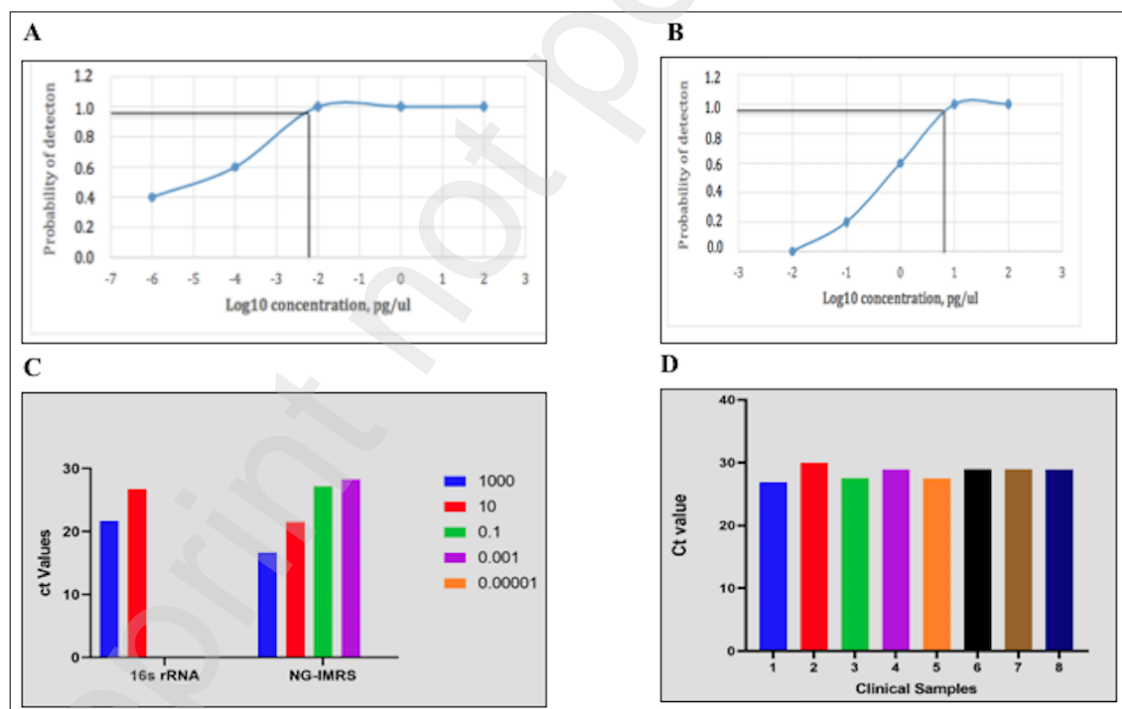 A
Probability of detecton
1.2
1.0
0.8
0.6
0.4
0.2
0.0
-7 -6 -5 -4 -3 -2 -1 0 1 2 3
Log10 concentration, pg/ul
B
Probability of detecton
1.2
1.0
0.8
0.6
0.4
0.2
0.0
-3 -2 -1 0 1 2 3
Log10 concentration, pg/ul
C
ct Values
30
20
10
0
16s rRNA NG-IMRS
1000
10
0.1
0.001
0.00001
D
Ct value
40
30
20
10
0
1 2 3 4 5 6 7 8
Clinical Samples
print not